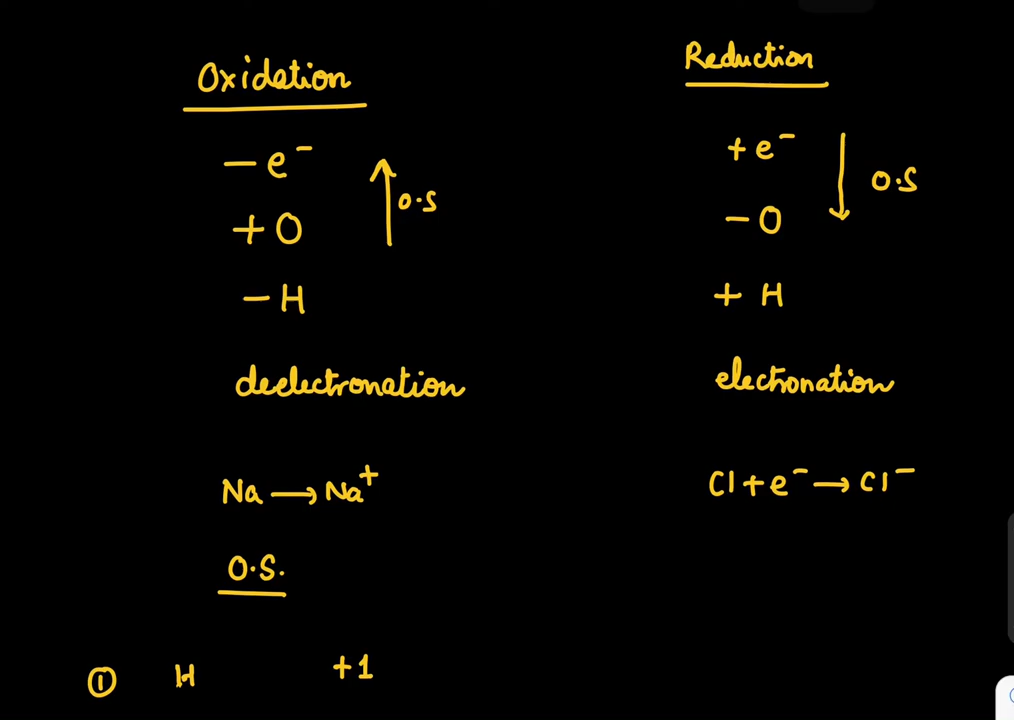 Oxidation
Reduction
− e⁻
+ O
− H
O.S
+ e⁻
− O
+ H
O.S
deelectronation
electronation
Na ⟶ Na⁺
Cl + e⁻ ⟶ Cl⁻
O.S.
① H +1